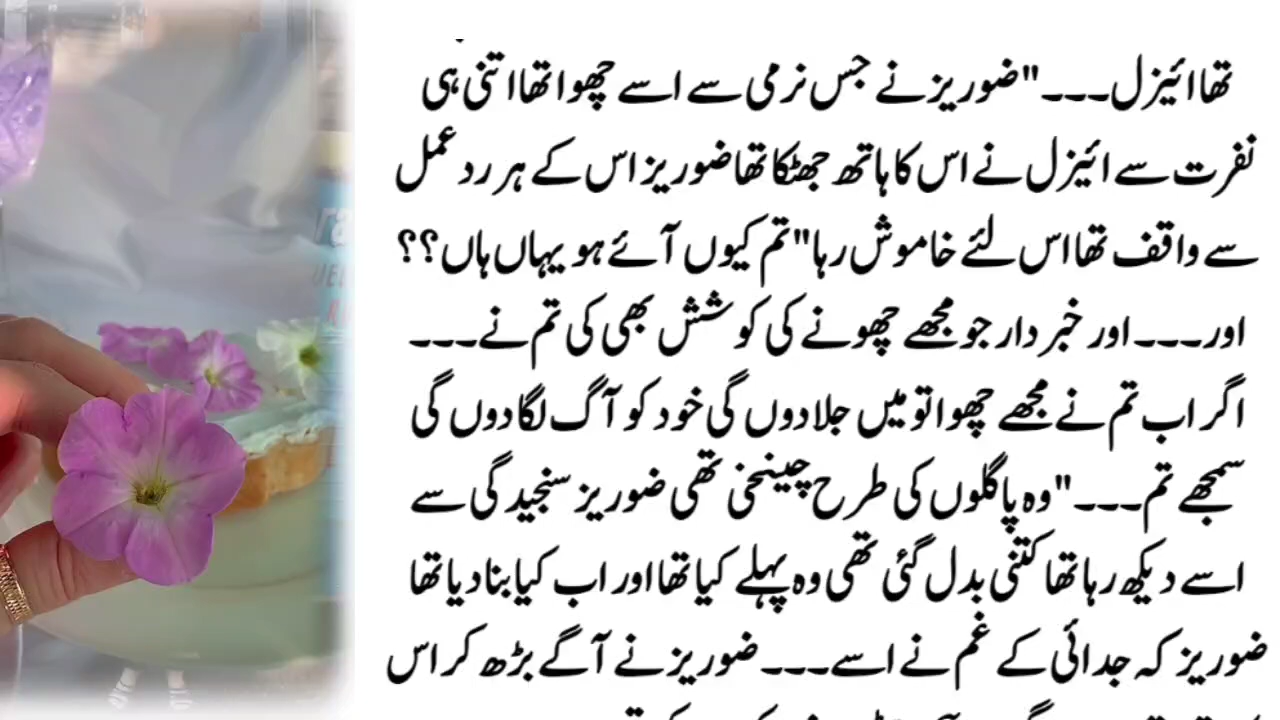 تھا ائیزل۔۔۔"ضوریز نے جس نرمی سے اسے چھوا تھا اتنی ہی
نفرت سے ائیزل نے اس کا ہاتھ جھٹکا تھا ضوریز اس کے ہر رد عمل
سے واقف تھا اس لئے خاموش رہا"تم کیوں آئے ہو یہاں ہاں؟؟
اور۔۔۔اور خبردار جو مجھے چھونے کی کوشش بھی کی تم نے۔۔۔
اگر اب تم نے مجھے چھوا تو میں جلا دوں گی خود کو آگ لگا دوں گی
سمجھے تم۔۔۔"وہ پاگلوں کی طرح چینخی تھی ضوریز سنجیدگی سے
اسے دیکھ رہا تھا کتنی بدل گئی تھی وہ پہلے کیا تھا اور اب کیا بنا دیا تھا
ضوریز کہ جدائی کے غم نے اسے۔۔۔ضوریز نے آگے بڑھ کر اس